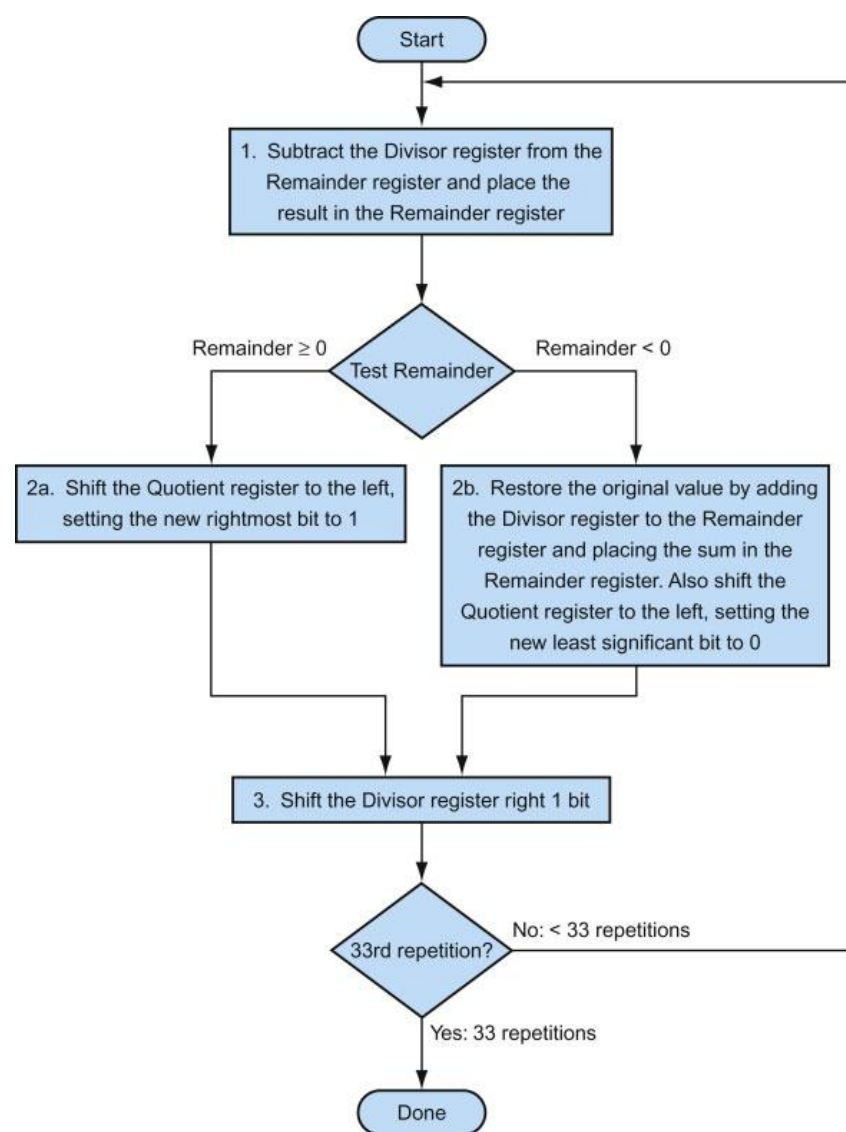 Start
1. Subtract the Divisor register from the
Remainder register and place the
result in the Remainder register
Remainder ≥ 0
Remainder < 0
Test Remainder
2a. Shift the Quotient register to the left,
setting the new rightmost bit to 1
2b. Restore the original value by adding
the Divisor register to the Remainder
register and placing the sum in the
Remainder register. Also shift the
Quotient register to the left, setting the
new least significant bit to 0
3. Shift the Divisor register right 1 bit
33rd repetition?
No: < 33 repetitions
Yes: 33 repetitions
Done